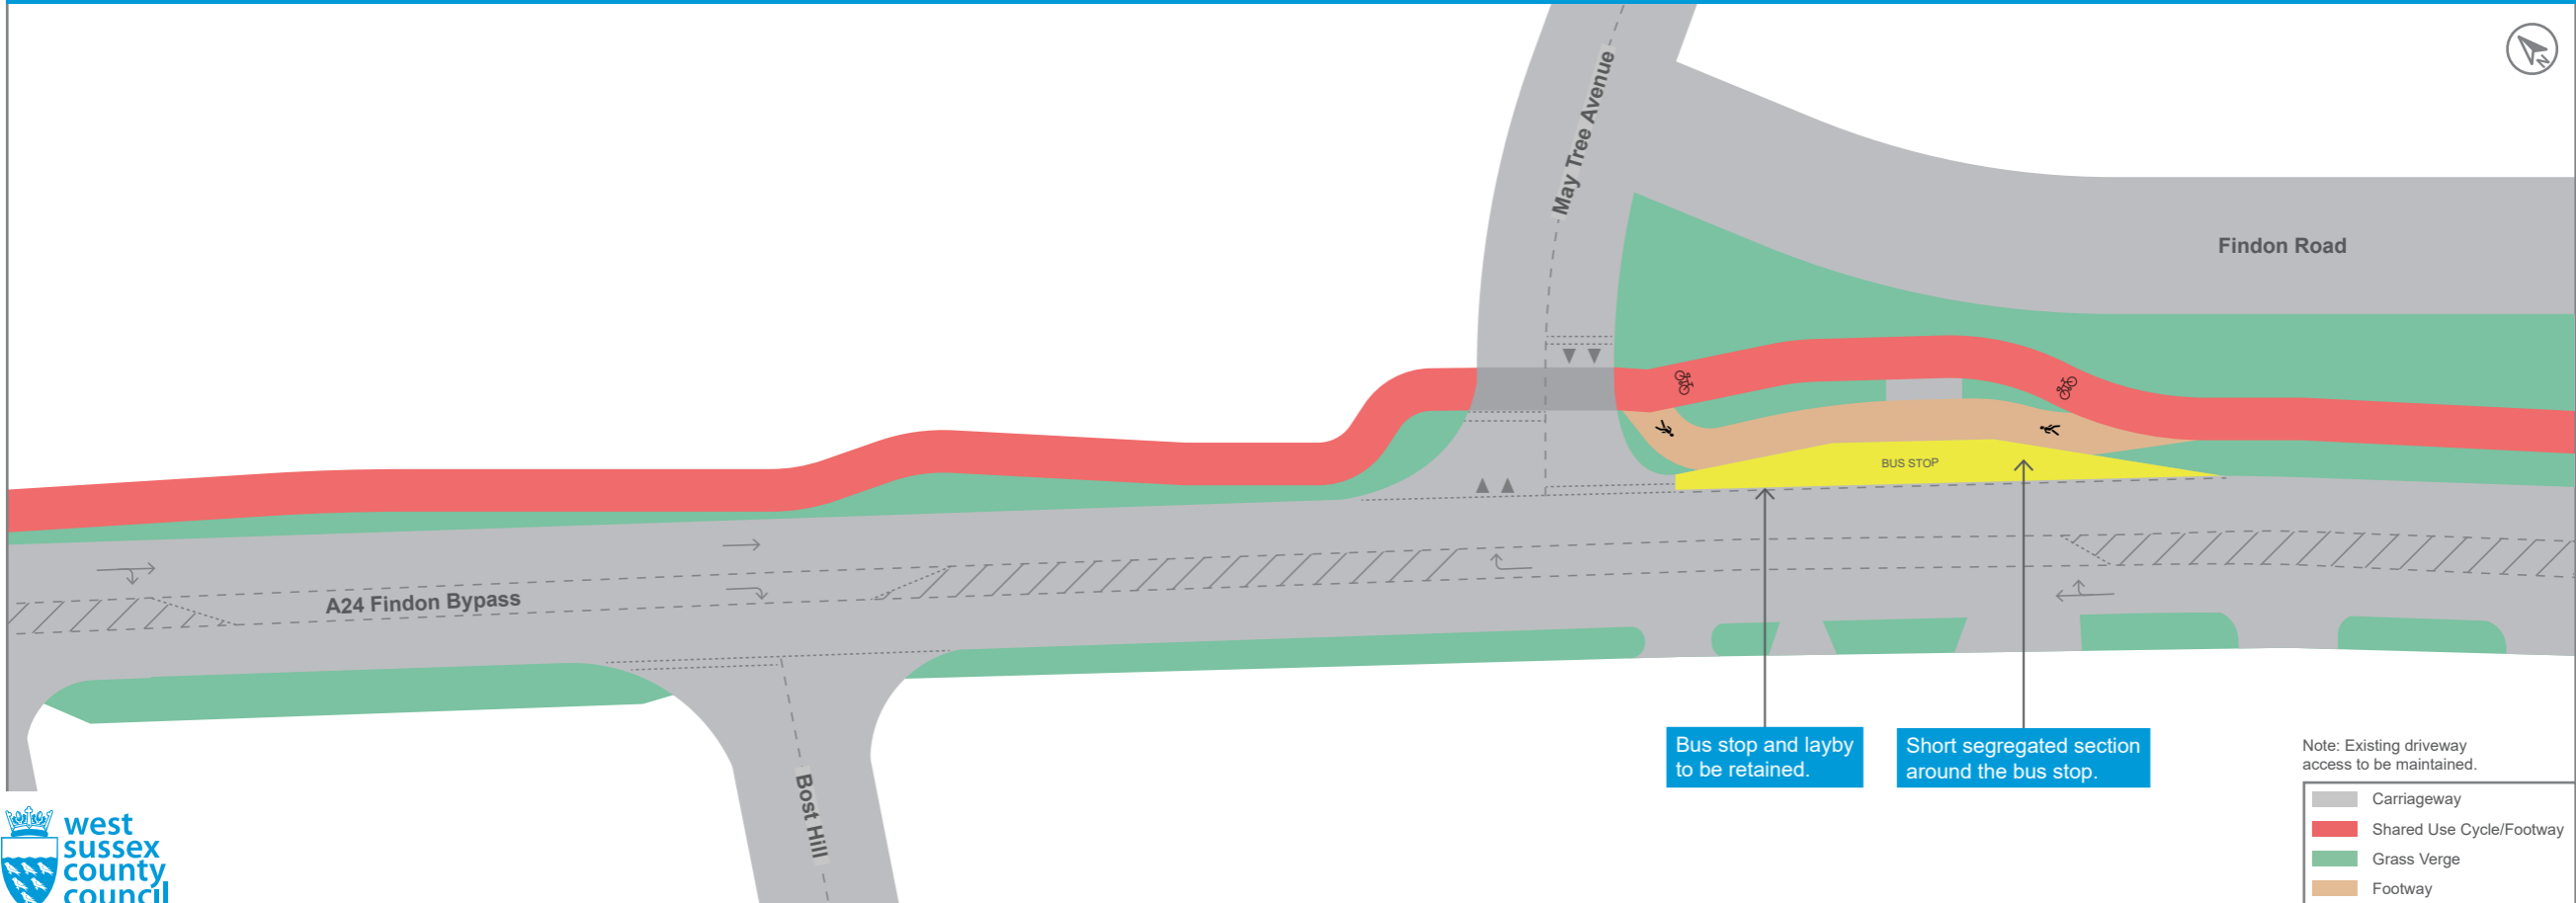 N
May Tree Avenue
Findon Road
BUS STOP
A24 Findon Bypass
Bost Hill
Bus stop and layby
to be retained.
Short segregated section
around the bus stop.
Note: Existing driveway
access to be maintained.
Carriageway
Shared Use Cycle/Footway
Grass Verge
Footway
west
sussex
county
council